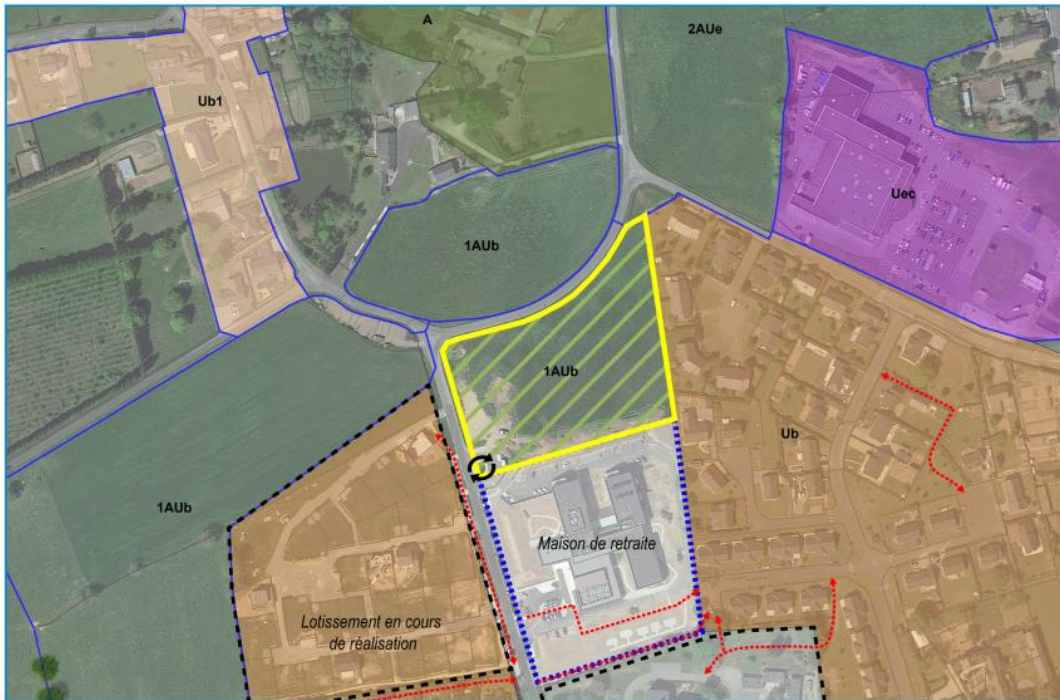 A
2AUe
Ub1
Uec
1AUb
1AUb
Ub
1AUb
Maison de retraite
Lotissement en cours
de réalisation